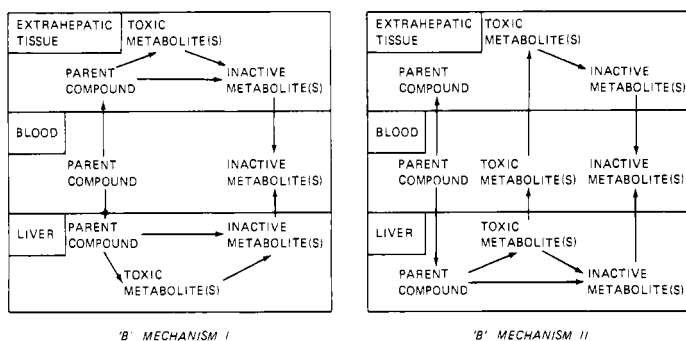 EXTRAHEPATIC
TISSUE
TOXIC
METABOLITE(S)
PARENT
COMPOUND
INACTIVE
METABOLITE(S)
BLOOD
PARENT
COMPOUND
INACTIVE
METABOLITE(S)
LIVER
PARENT
COMPOUND
INACTIVE
METABOLITE(S)
TOXIC
METABOLITE(S)
'B' MECHANISM I
EXTRAHEPATIC
TISSUE
TOXIC
METABOLITE(S)
PARENT
COMPOUND
INACTIVE
METABOLITE(S)
BLOOD
PARENT
COMPOUND
TOXIC
METABOLITE(S)
INACTIVE
METABOLITE(S)
LIVER
TOXIC
METABOLITE(S)
PARENT
COMPOUND
INACTIVE
METABOLITE(S)
'B' MECHANISM II